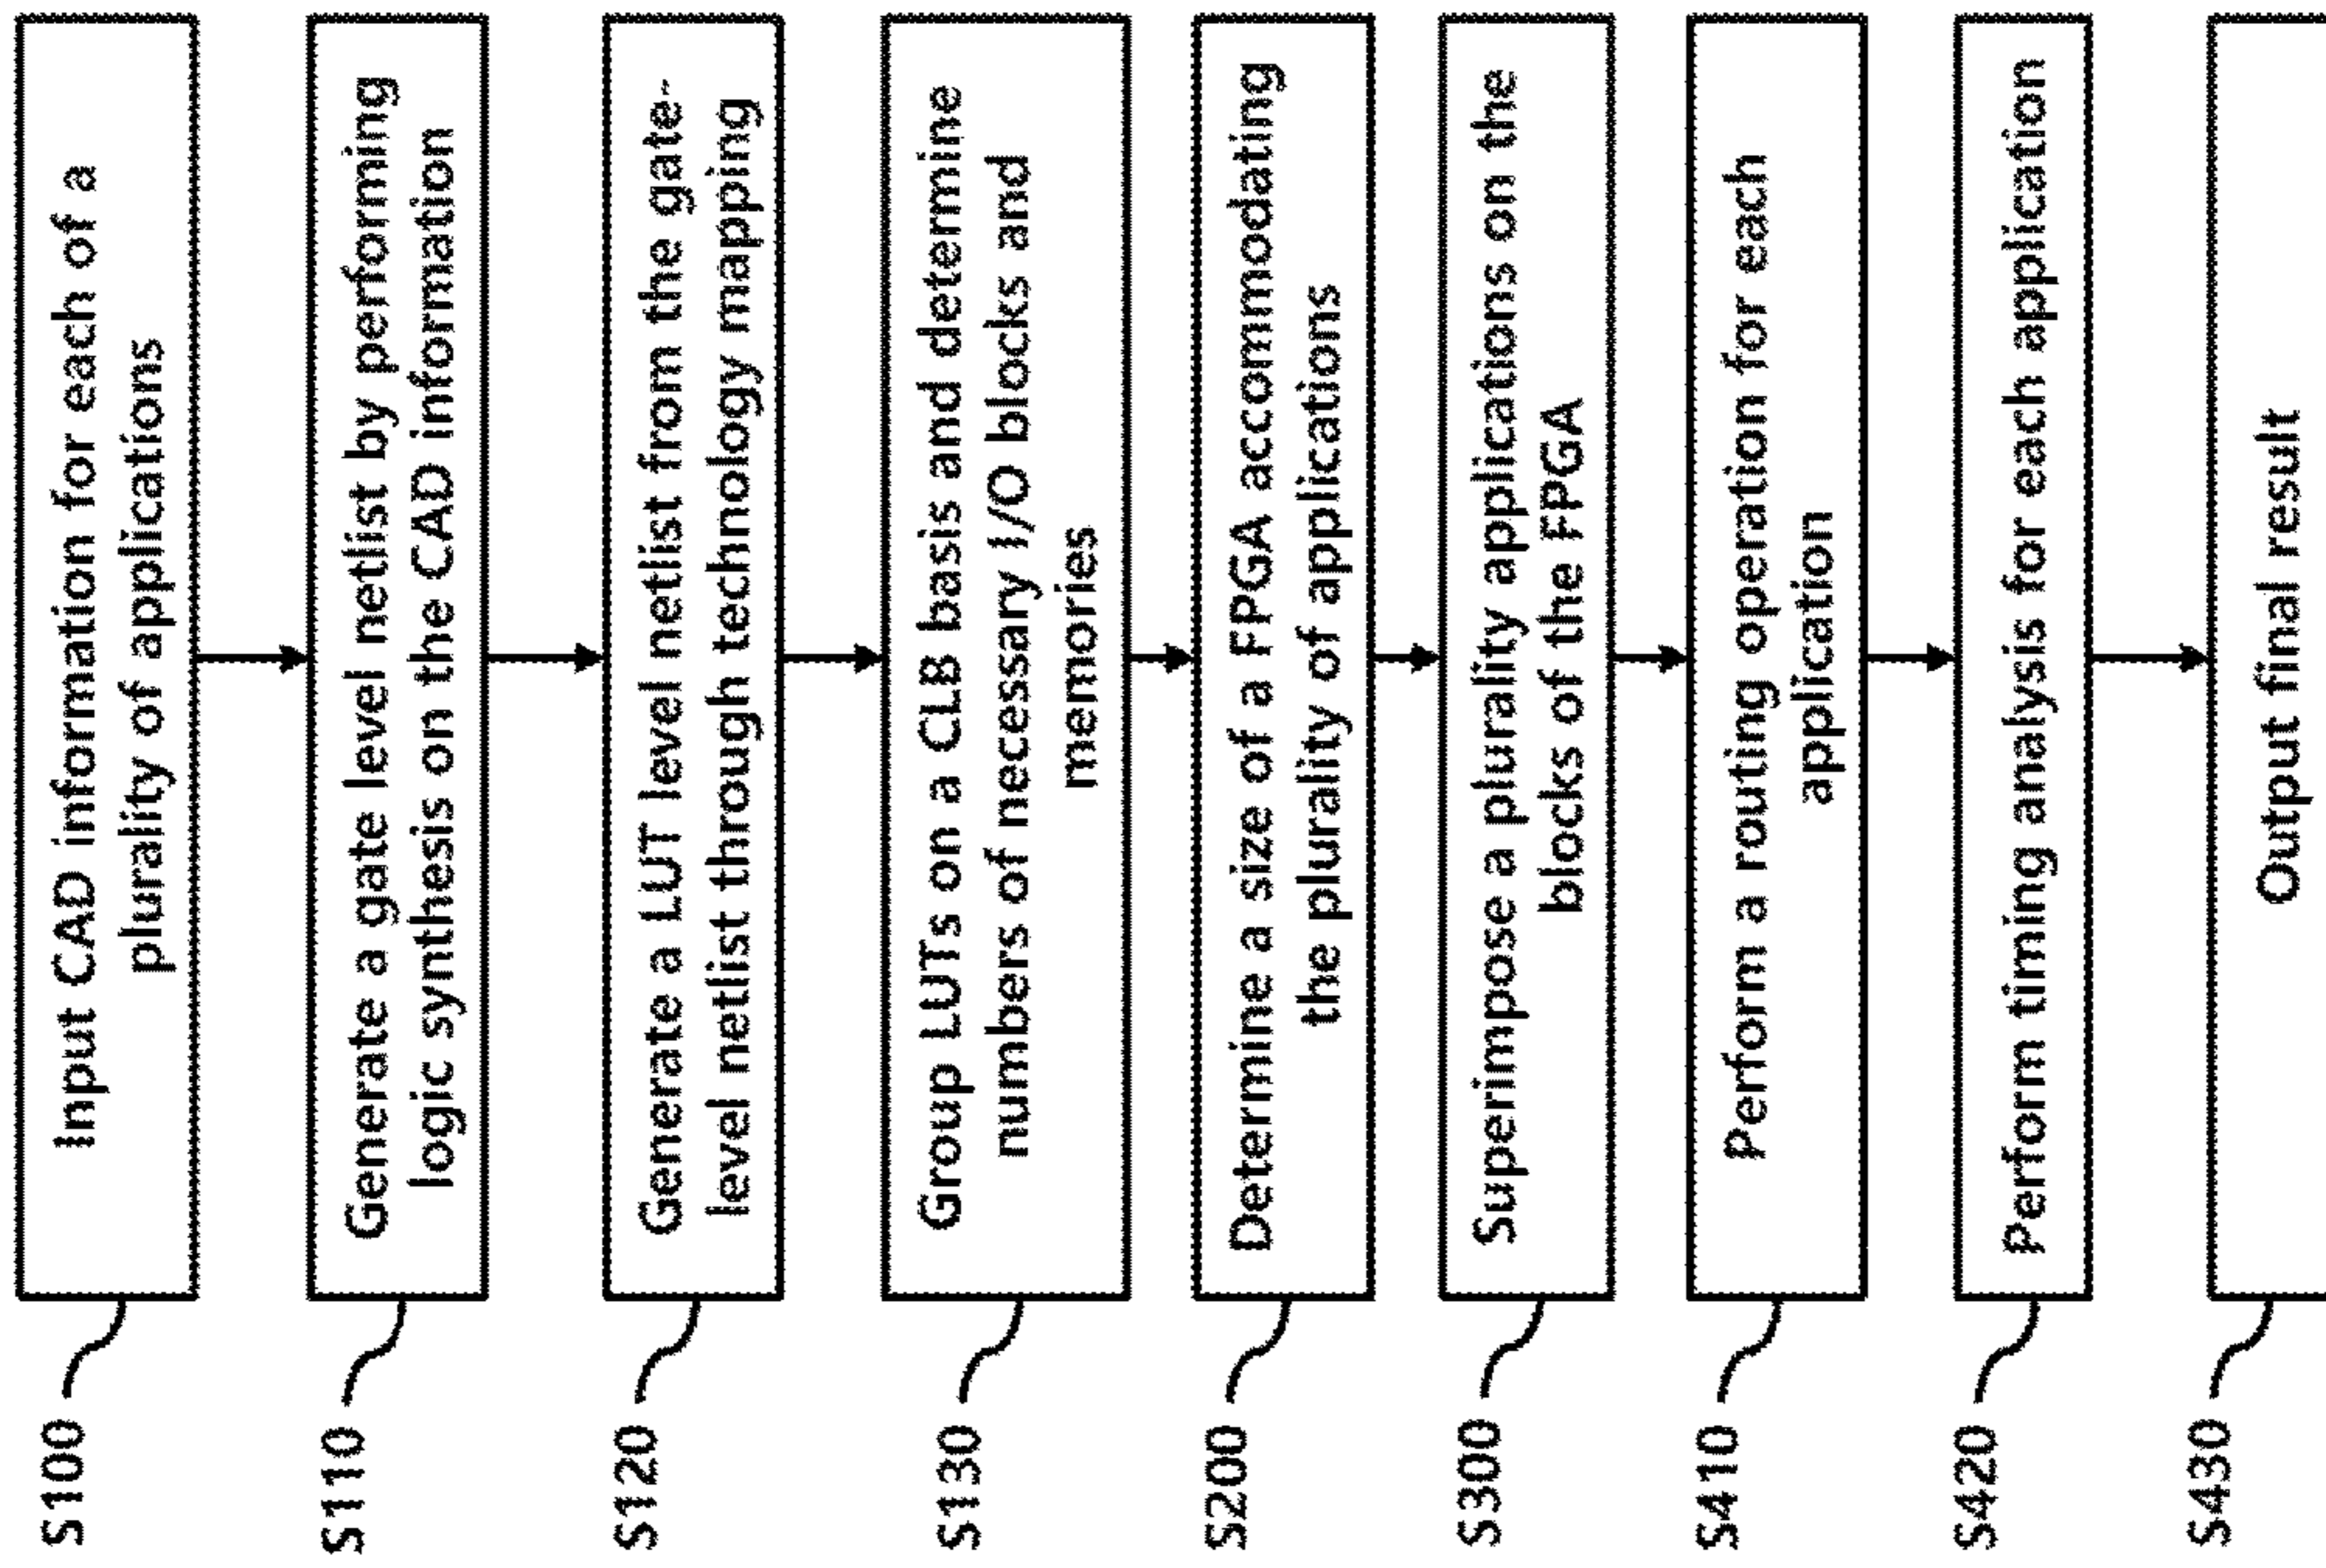 S100
Input CAD information for each of a
plurality of applications
S110
Generate a gate level netlist by performing
logic synthesis on the CAD information
S120
Generate a LUT level netlist from the gate-
level netlist through technology mapping
S130
Group LUTs on a CLB basis and determine
numbers of necessary I/O blocks and
memories
S200
Determine a size of a FPGA accommodating
the plurality of applications
S300
Superimpose a plurality applications on the
blocks of the FPGA
S410
Perform a routing operation for each
application
S420
Perform timing analysis for each application
S430
Output final result